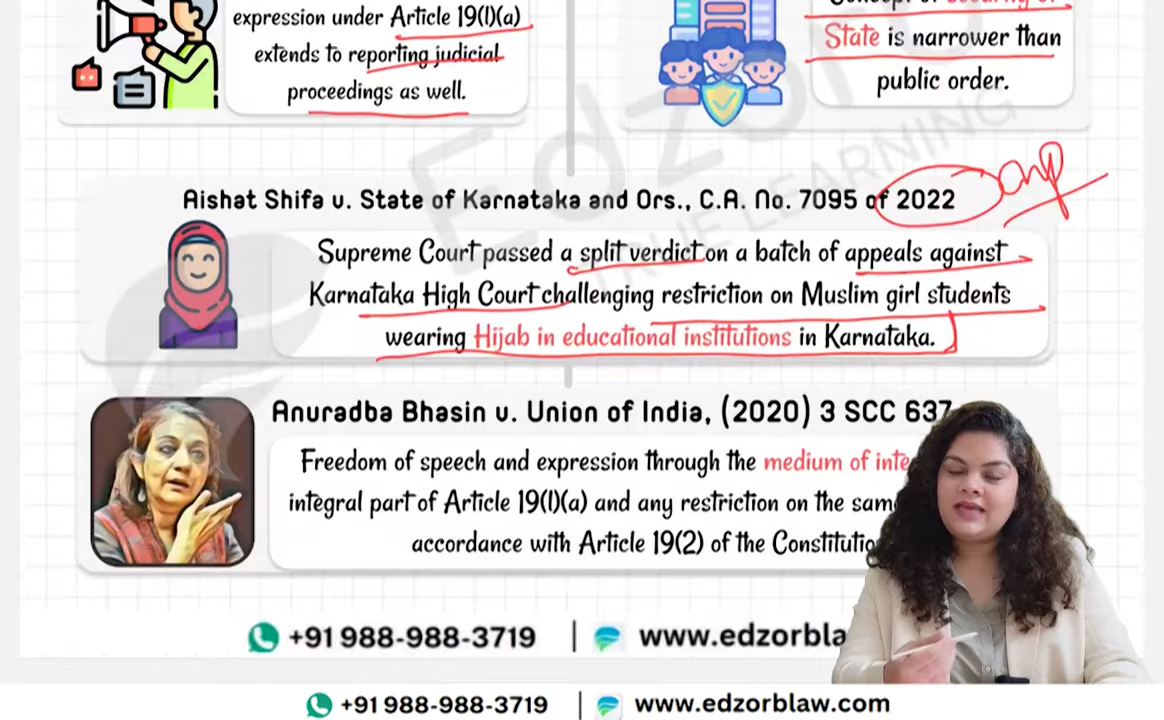 expression under Article 19(1)(a)
extends to reporting judicial
proceedings as well.
State is narrower than
public order.
Aishat Shifa v. State of Karnataka and Ors., C.A. No. 7095 of 2022
Supreme Court passed a split verdict on a batch of appeals against
Karnataka High Court challenging restriction on Muslim girl students
wearing Hijab in educational institutions in Karnataka.
Anuradba Bhasin v. Union of India, (2020) 3 SCC 637
Freedom of speech and expression through the medium of inte
integral part of Article 19(1)(a) and any restriction on the sam
accordance with Article 19(2) of the Constitutio
+91 988-988-3719 | www.edzorbla
+91 988-988-3719 | www.edzorblaw.com